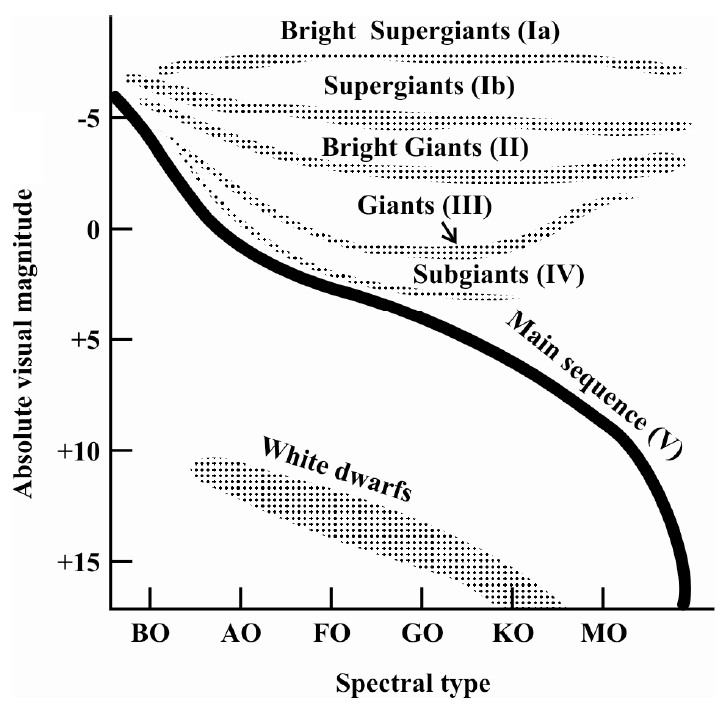 Bright Supergiants (Ia)
Supergiants (Ib)
-5
Bright Giants (II)
Giants (III)
0
Subgiants (IV)
Main sequence (V)
+5
Absolute visual magnitude
+10
White dwarfs
+15
BO AO FO GO KO MO
Spectral type